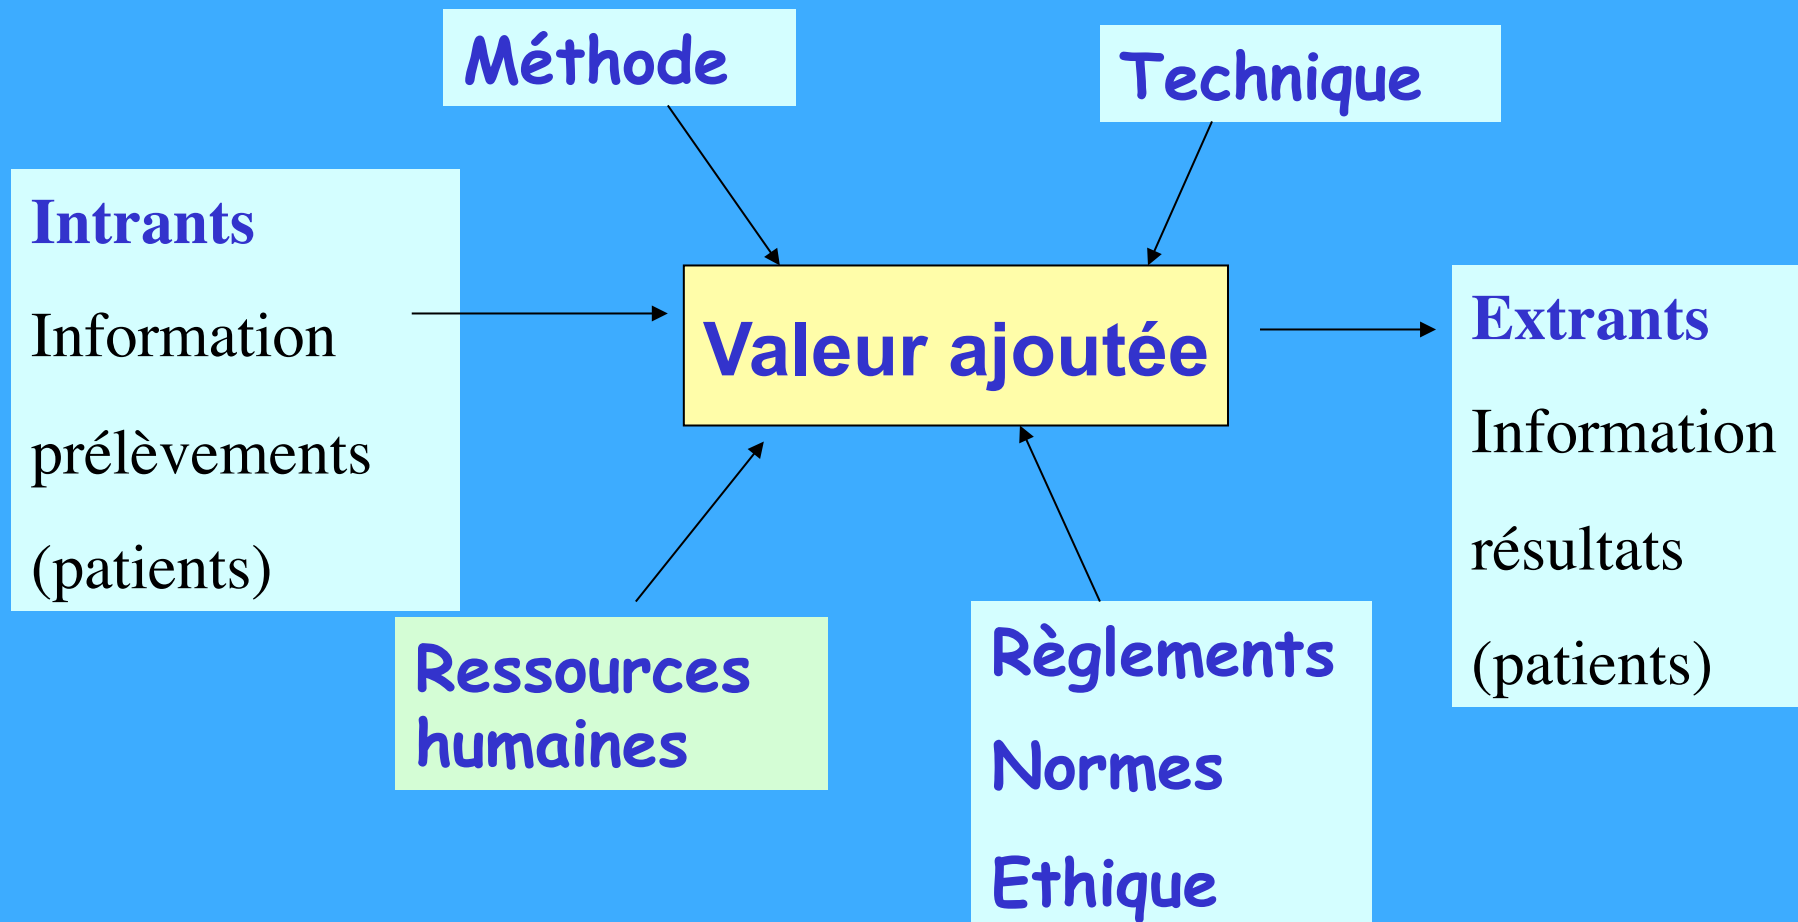 Méthode
Technique
Intrants
Information
prélèvements
(patients)
Valeur ajoutée
Extrants
Information
résultats
(patients)
Ressources
humaines
Règlements
Normes
Ethique